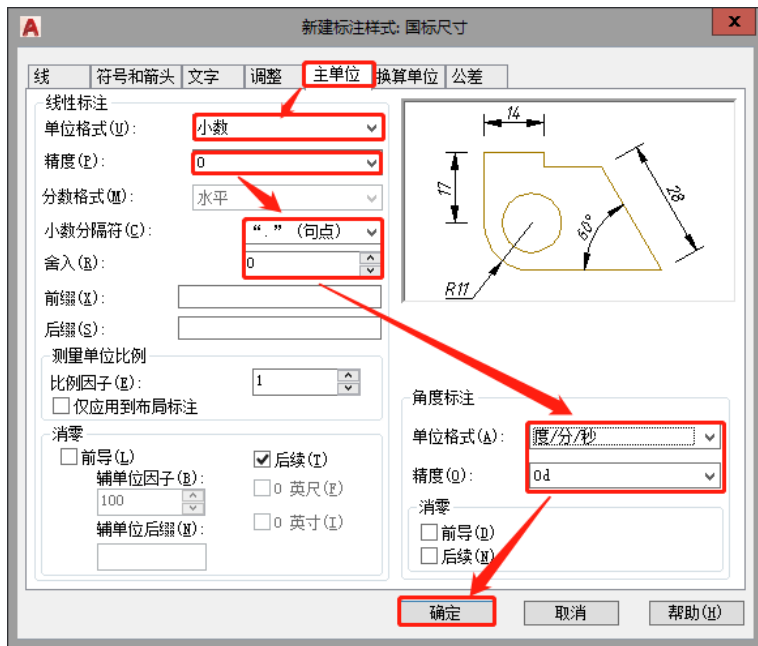 A 新建标注样式: 国标尺寸 x
线 符号和箭头 文字 调整 主单位 换算单位 公差
线性标注
单位格式(U): 小数
精度(P): 0
分数格式(M): 水平
小数分隔符(C): “.” (句点)
舍入(R): 0
前缀(X):
后缀(S):
测量单位比例
比例因子(E): 1
仅应用到布局标注
消零
前导(L)
辅单位因子(B):
100
辅单位后缀(N):
后续(T)
0 英尺(F)
0 英寸(I)
14
17
28
60°
R11
角度标注
单位格式(A): 度/分/秒
精度(O): 0d
消零
前导(D)
后续(N)
确定 取消 帮助(H)